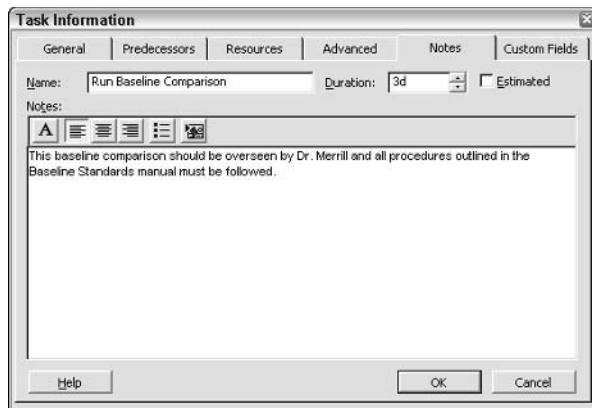 Task Information
General Predecessors Resources Advanced Notes Custom Fields
Name: Run Baseline Comparison Duration: 3d Estimated
Notes:
A
This baseline comparison should be overseen by Dr. Merrill and all procedures outlined in the
Baseline Standards manual must be followed.
Help OK Cancel